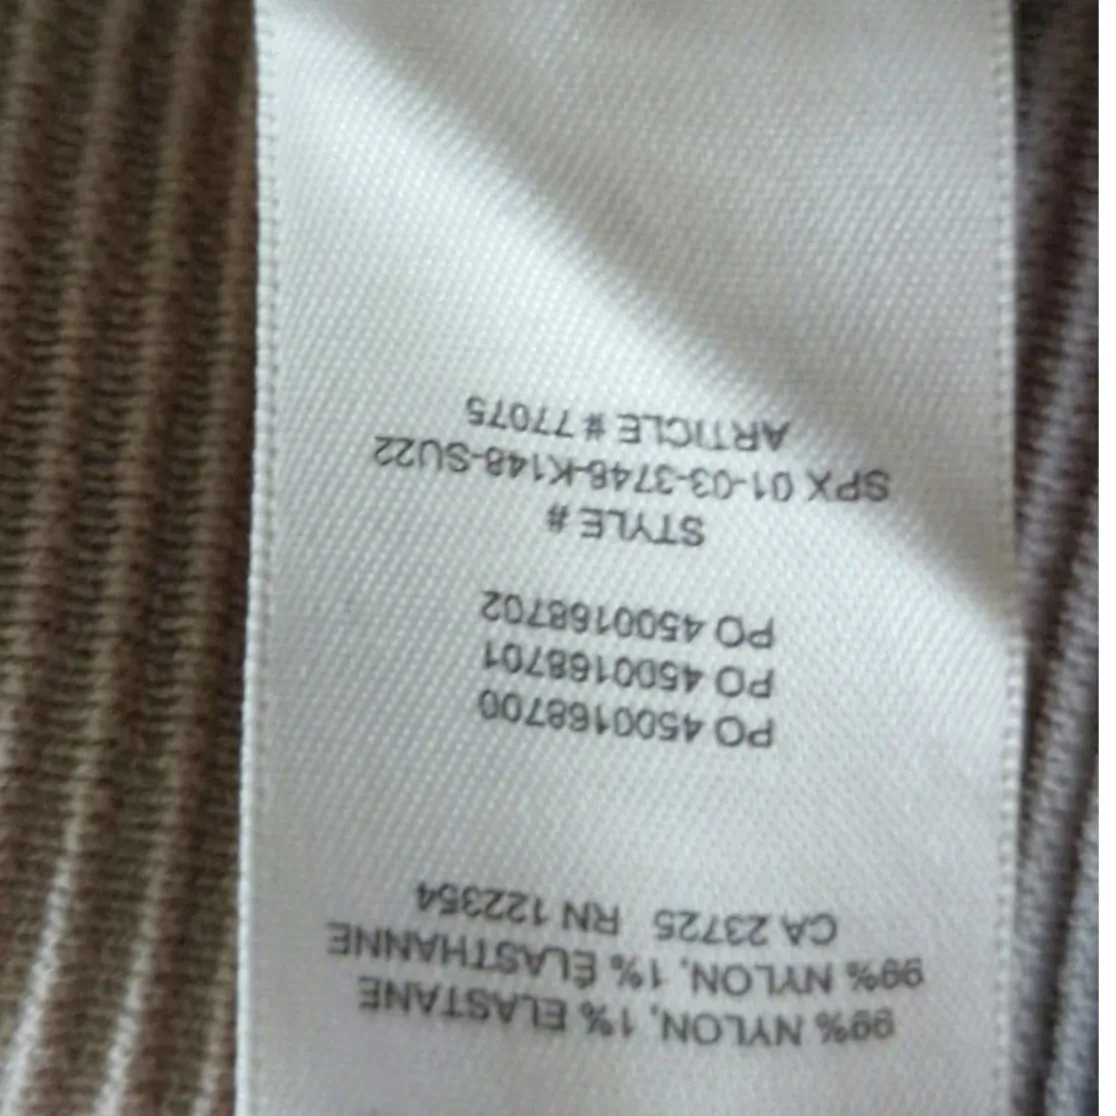 99% NYLON, 1% ELASTANE
99% NYLON, 1% ÉLASTHANNE
CA 23725 RN 122354
PO 4500168700
PO 4500168701
PO 4500168702
STYLE #
SPX 01-03-3748-K148-SU22
ARTICLE # 77075